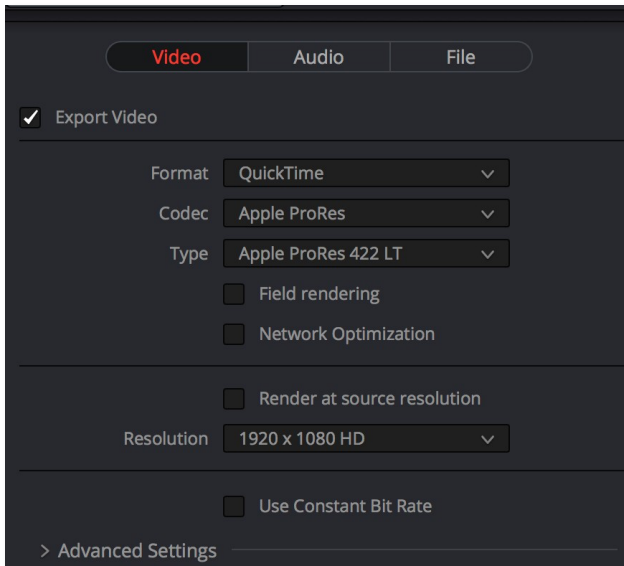 Video Audio File
Export Video
Format QuickTime
Codec Apple ProRes
Type Apple ProRes 422 LT
Field rendering
Network Optimization
Render at source resolution
Resolution 1920 x 1080 HD
Use Constant Bit Rate
> Advanced Settings